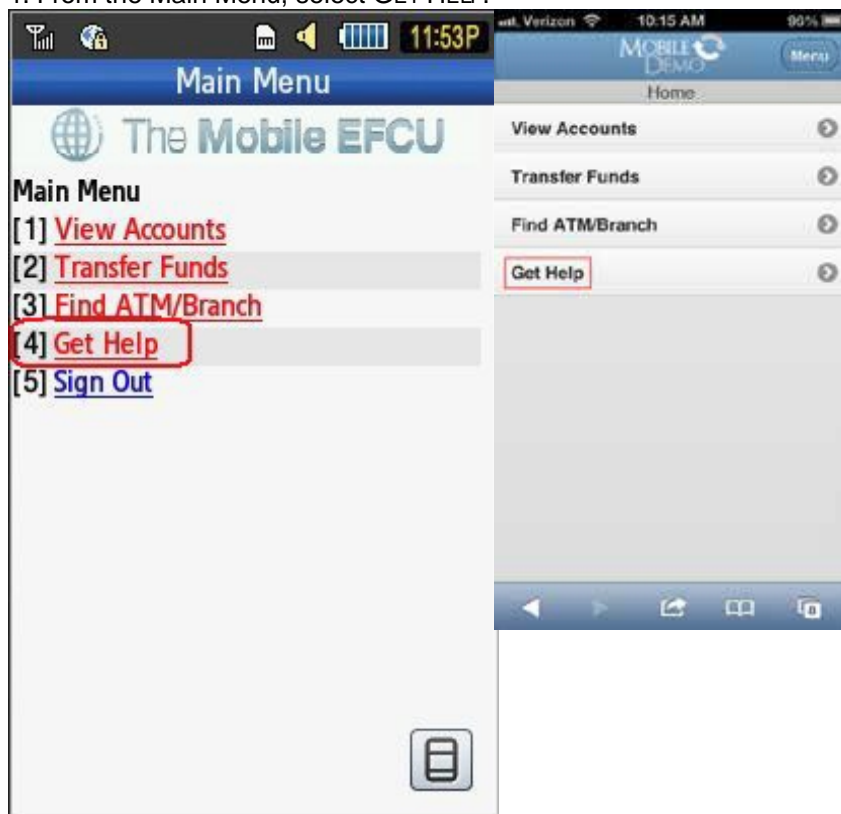 1. From the Main Menu, select GET HELP.
11:53P
Main Menu
The Mobile EFCU
Main Menu
[1] View Accounts
[2] Transfer Funds
[3] Find ATM/Branch
[4] Get Help
[5] Sign Out
Verizon 10:15 AM 90%
MOBILE DEMO
Menu
Home
View Accounts
Transfer Funds
Find ATM/Branch
Get Help